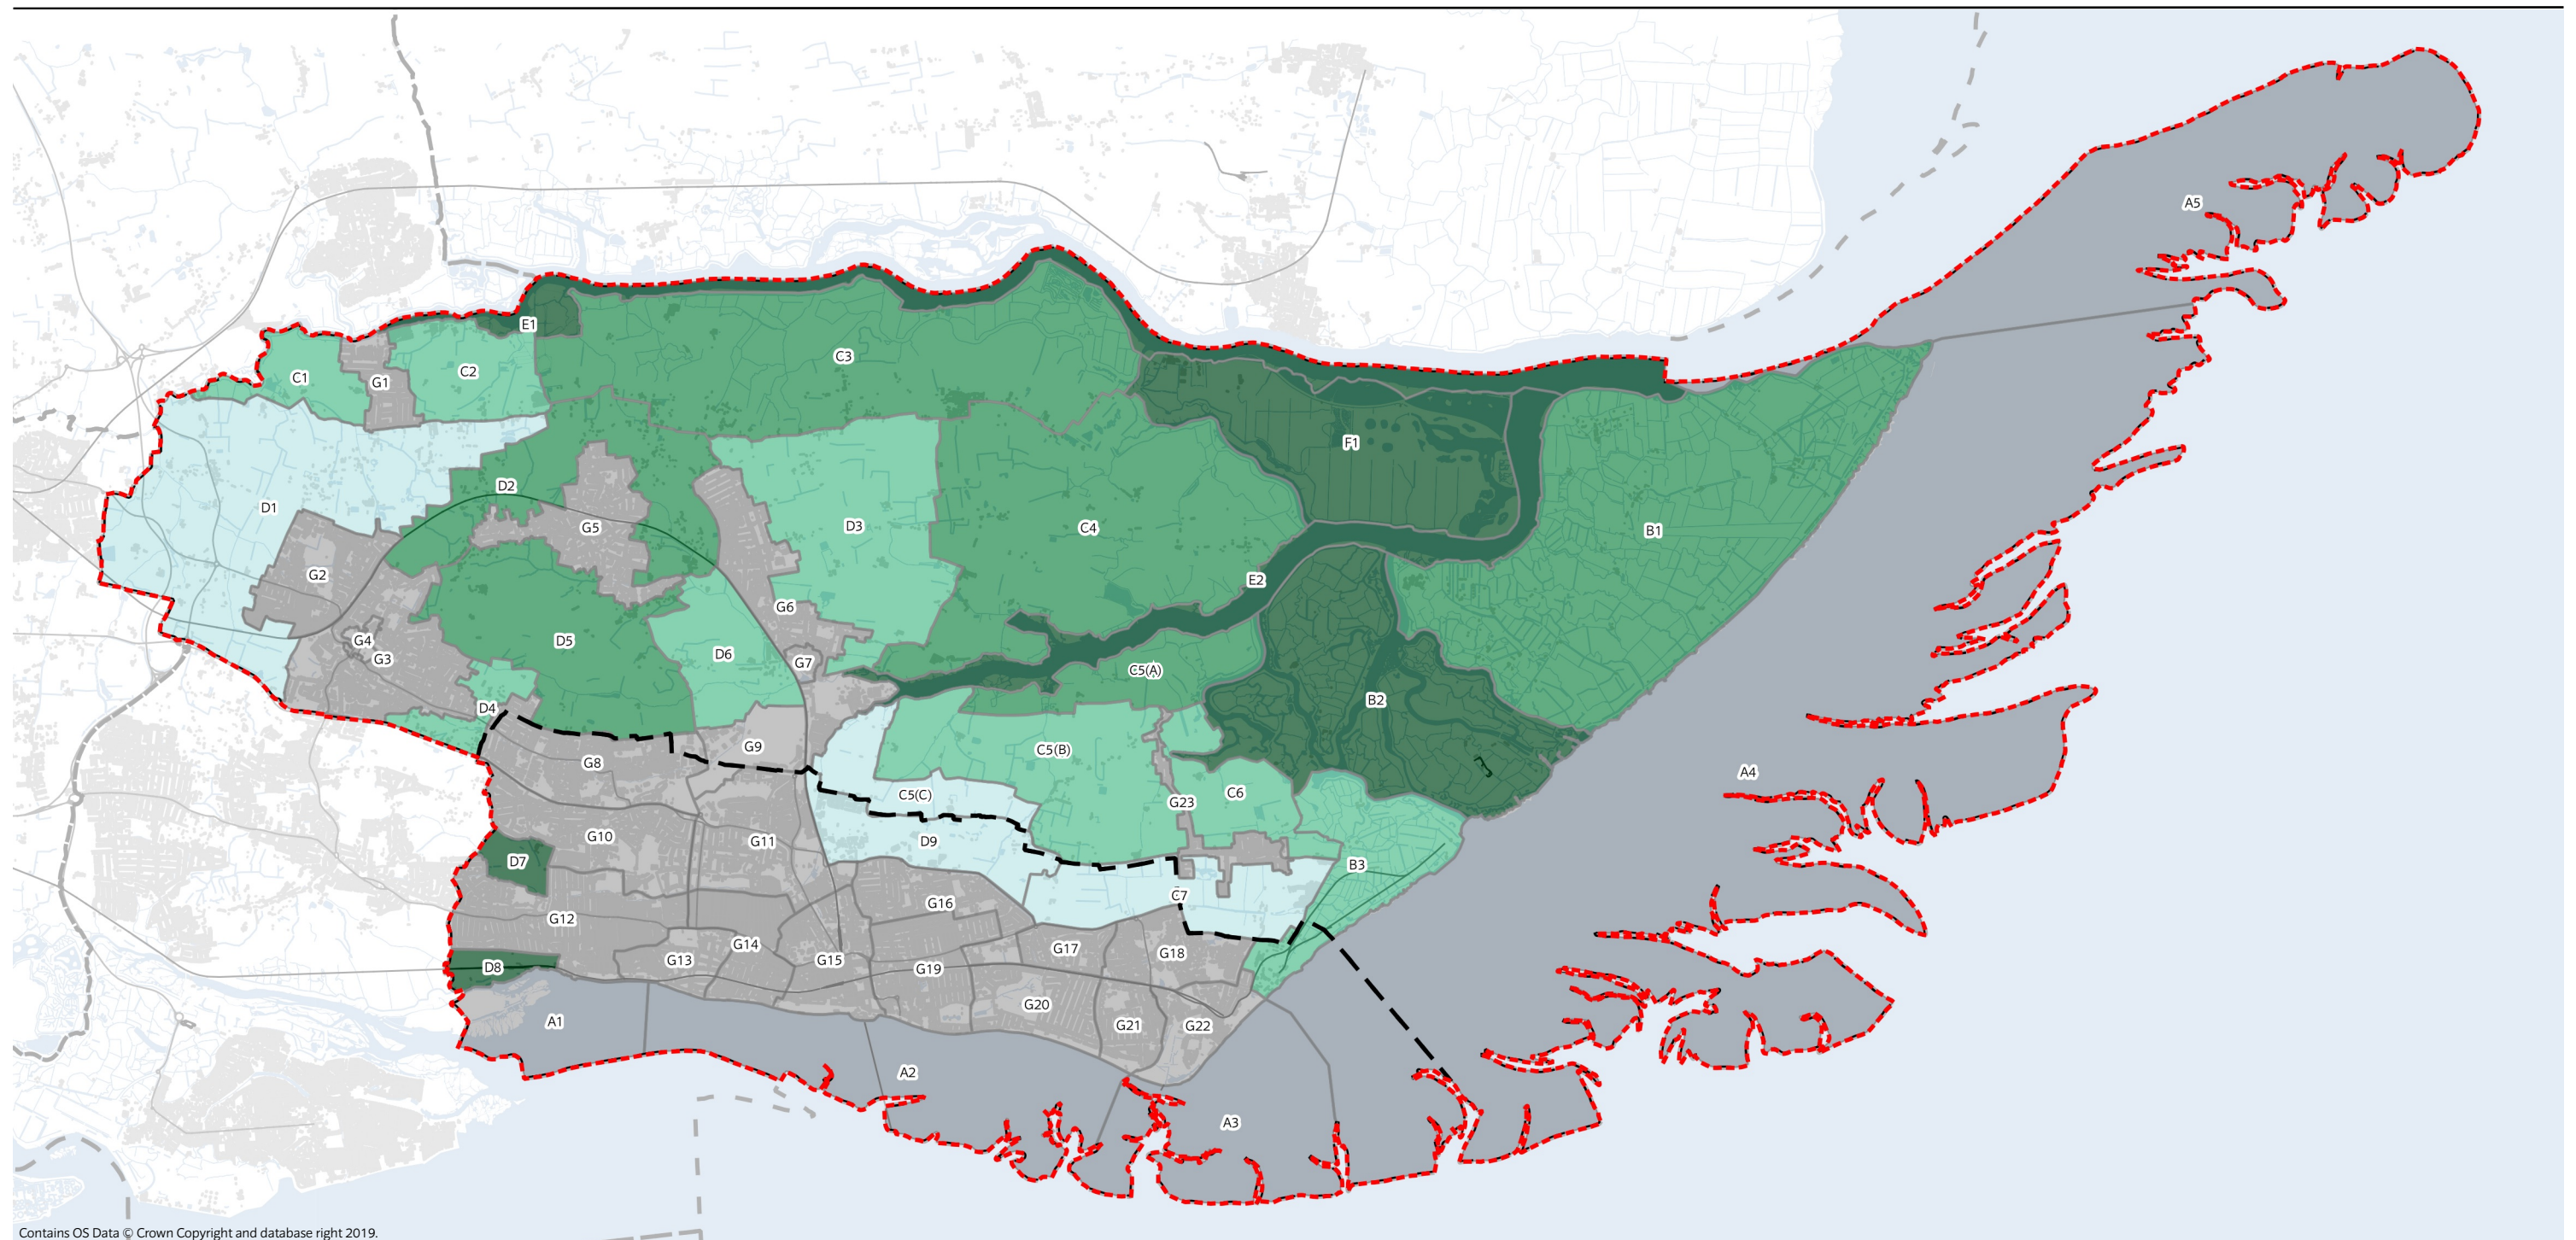 A5
E1
C3
C1
G1
C2
F1
D2
D1
G5
D3
C4
B1
G2
E2
G6
G4
D5
G3
D6
G7
C5(A)
B2
D4
G9
C5(B)
G8
A4
C5(C)
G23
C6
G10
G11
D9
D7
B3
C7
G16
G12
G14
G17
G18
G13
G15
D8
G19
G20
A1
G21
G22
A2
A3
Contains OS Data © Crown Copyright and database right 2019.